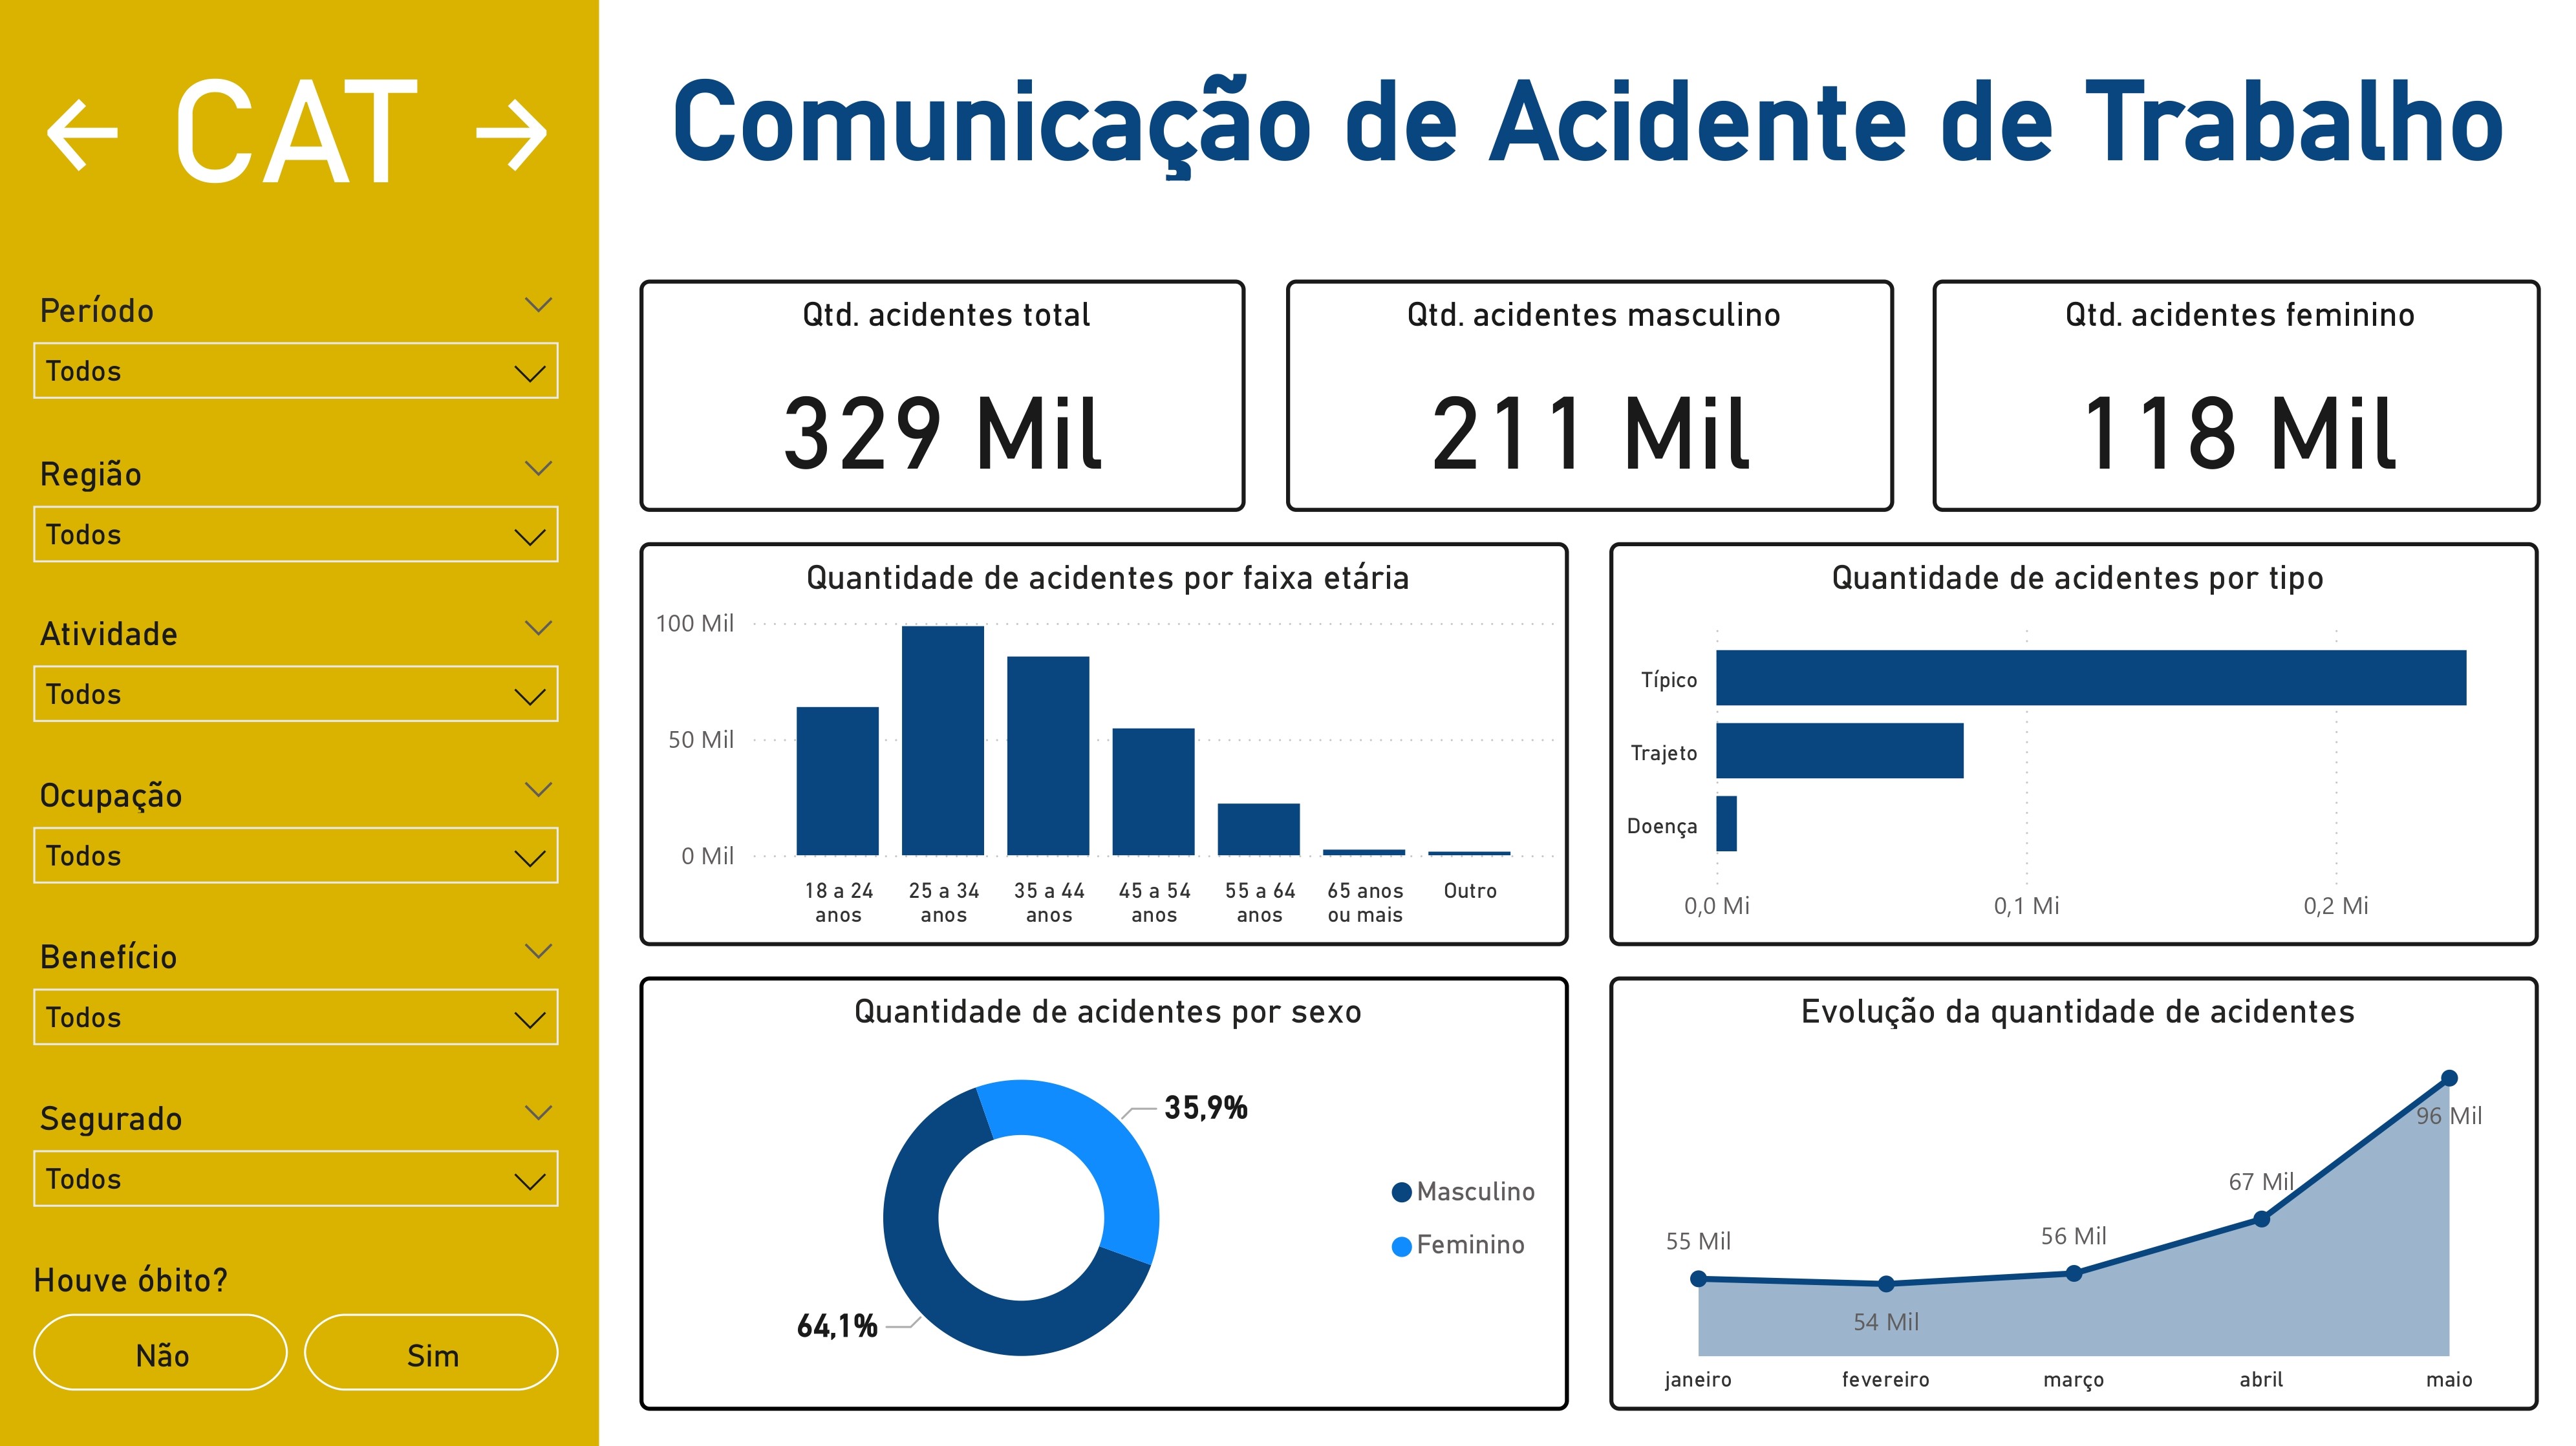 CAT
Comunicação de Acidente de Trabalho
Período
Todos
Região
Todos
Atividade
Todos
Ocupação
Todos
Benefício
Todos
Segurado
Todos
Houve óbito?
Não
Sim
Qtd. acidentes total
329 Mil
Qtd. acidentes masculino
211 Mil
Qtd. acidentes feminino
118 Mil
Quantidade de acidentes por faixa etária
100 Mil
50 Mil
0 Mil
18 a 24
anos
25 a 34
anos
35 a 44
anos
45 a 54
anos
55 a 64
anos
65 anos
ou mais
Outro
Quantidade de acidentes por tipo
Típico
Trajeto
Doença
0,0 Mi
0,1 Mi
0,2 Mi
Quantidade de acidentes por sexo
35,9%
64,1%
Masculino
Feminino
Evolução da quantidade de acidentes
55 Mil
54 Mil
56 Mil
67 Mil
96 Mil
janeiro
fevereiro
março
abril
maio